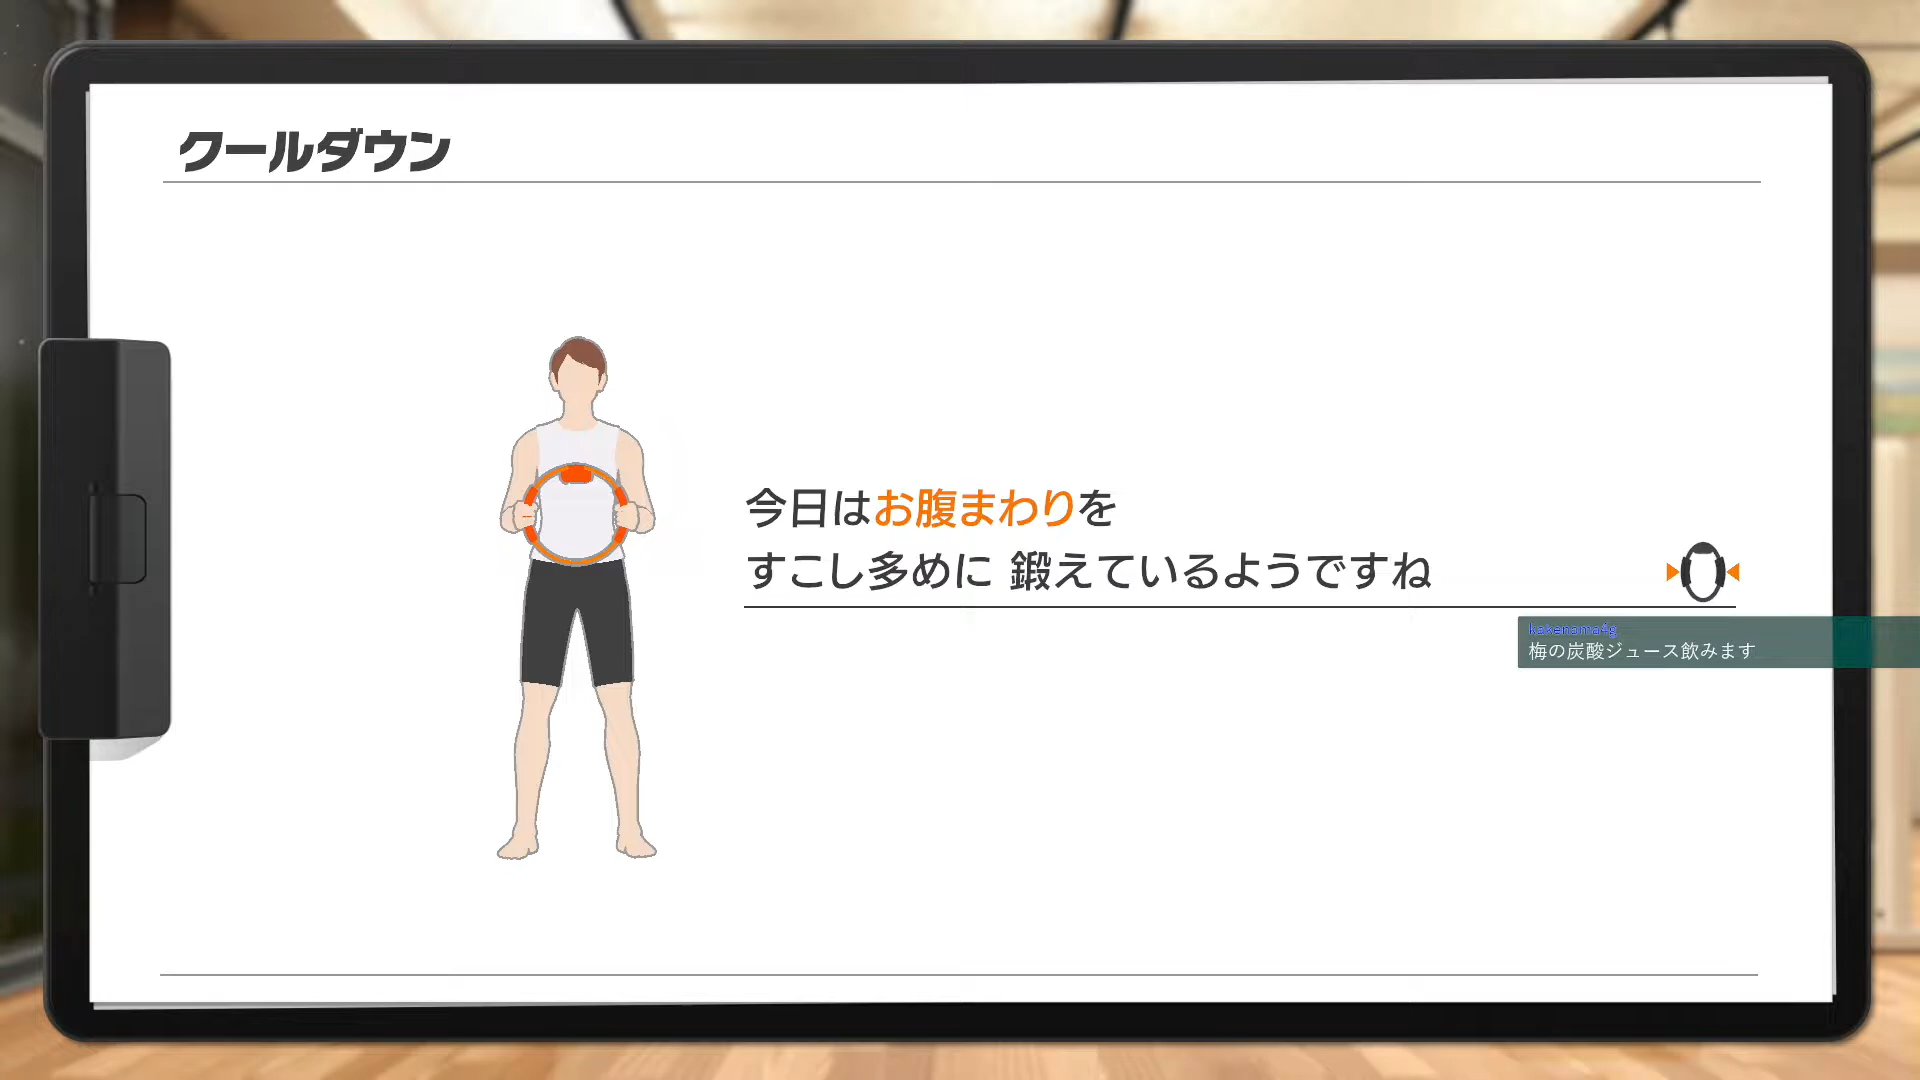 クールダウン
今日はお腹まわりを
すこし多めに 鍛えているようですね
kakenama4g
梅の炭酸ジュース飲みます